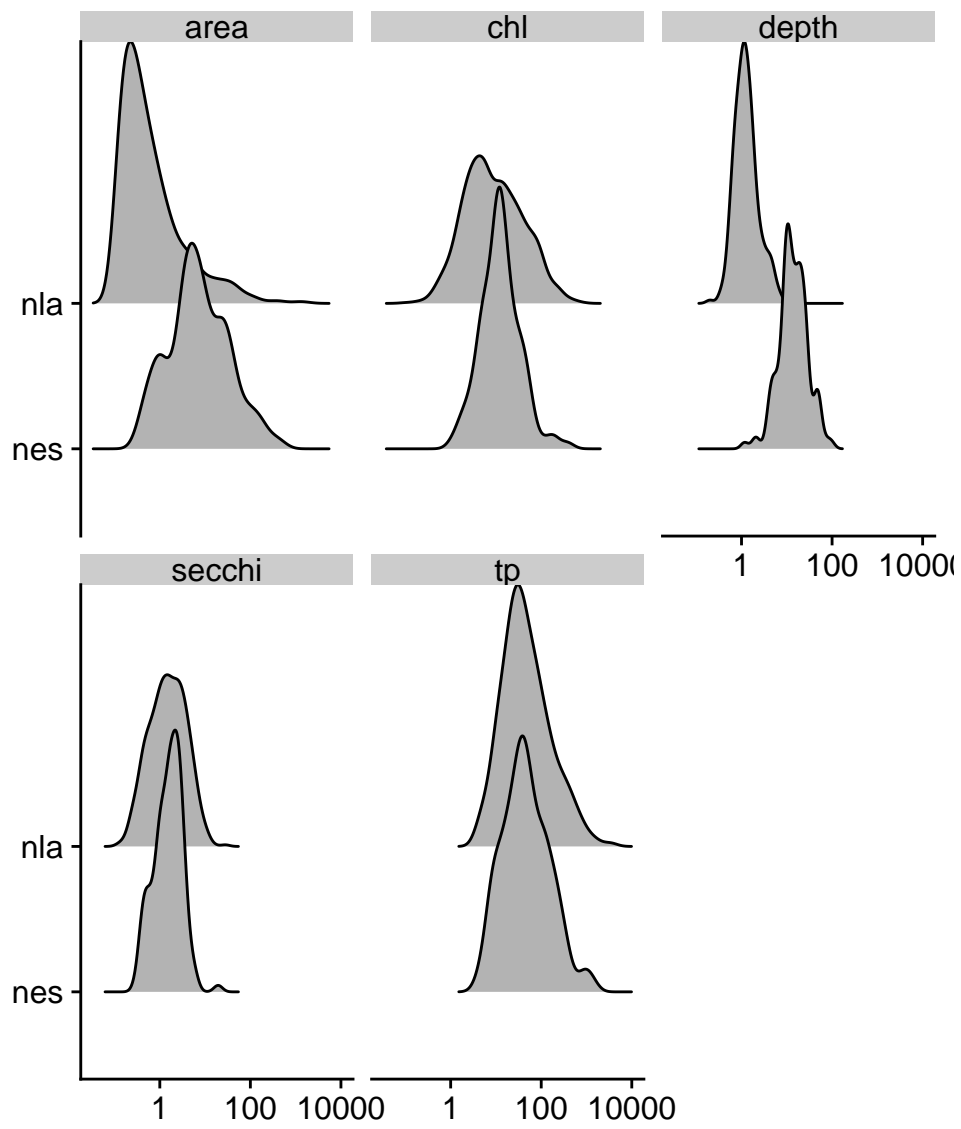 area chl depth
nla
nes
1 100 10000
secchi tp
nla
nes
1 100 10000 1 100 10000